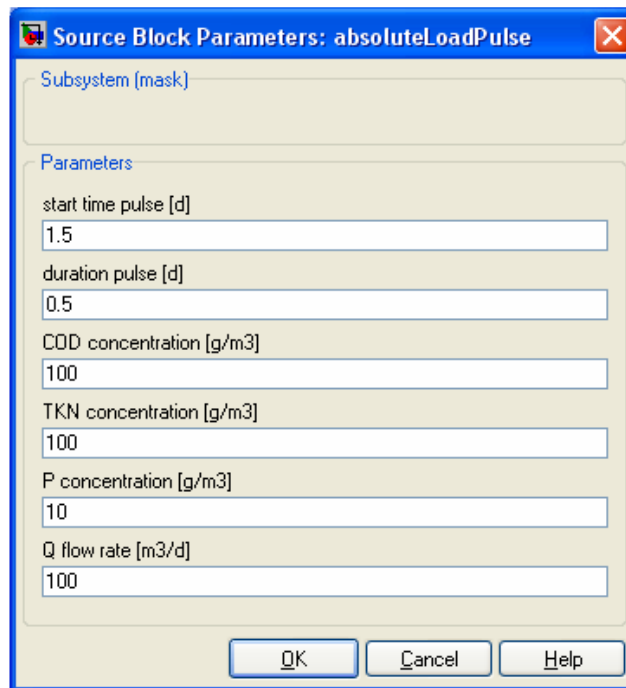 Source Block Parameters: absoluteLoadPulse
Subsystem (mask)
Parameters
start time pulse [d]
1.5
duration pulse [d]
0.5
COD concentration [g/m3]
100
TKN concentration [g/m3]
100
P concentration [g/m3]
10
Q flow rate [m3/d]
100
OK Cancel Help